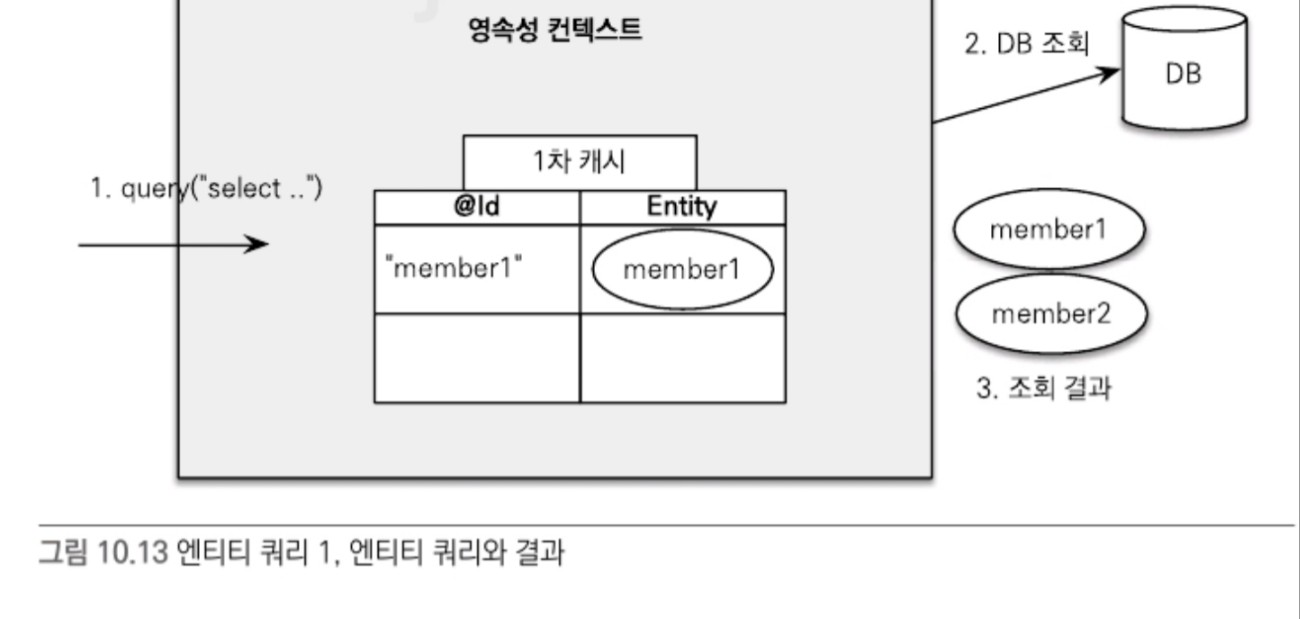 영속성 컨텍스트
2. DB 조회
DB
1차 캐시
1. query("select ..")
@Id
Entity
"member1"
member1
member1
member2
3. 조회 결과
그림 10.13 엔티티 쿼리 1, 엔티티 쿼리와 결과